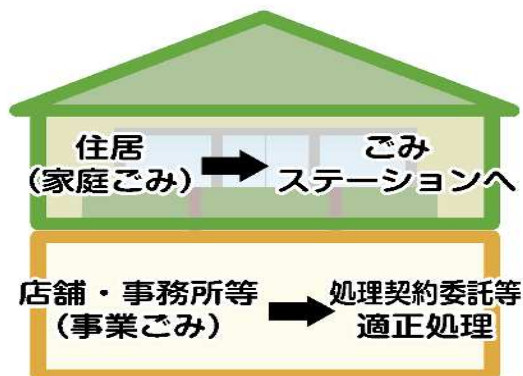 住居
(家庭ごみ)
ごみ
ステーションへ
店舗・事務所等
(事業ごみ)
処理契約委託等
適正処理